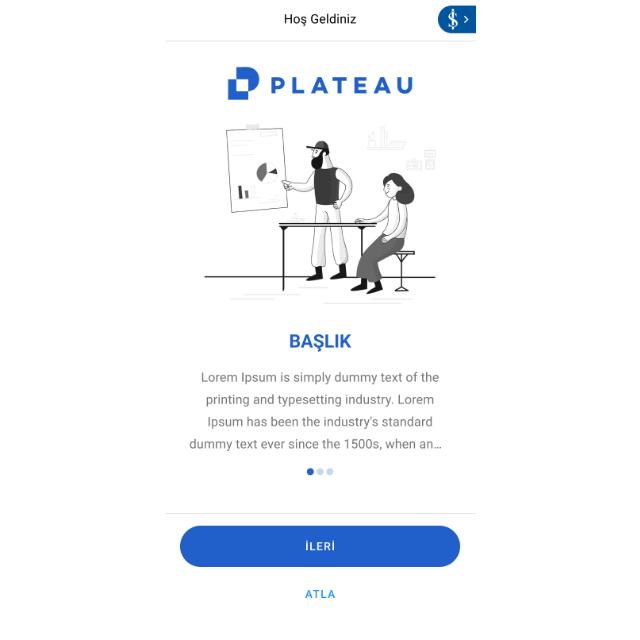 Hoş Geldiniz
PLATEAU
BAŞLIK
Lorem Ipsum is simply dummy text of the
printing and typesetting industry. Lorem
Ipsum has been the industry's standard
dummy text ever since the 1500s, when an…
İLERİ
ATLA